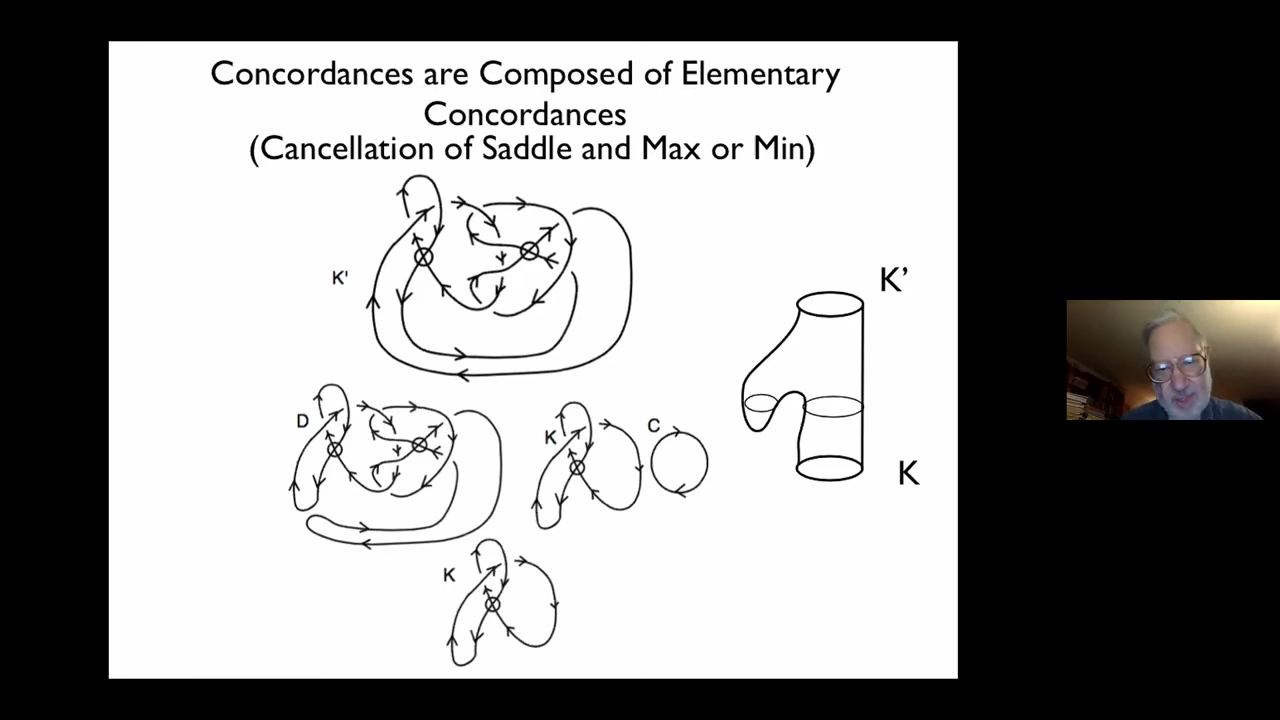 Concordances are Composed of Elementary
Concordances
(Cancellation of Saddle and Max or Min)
K'
K’
D
K
C
K
K